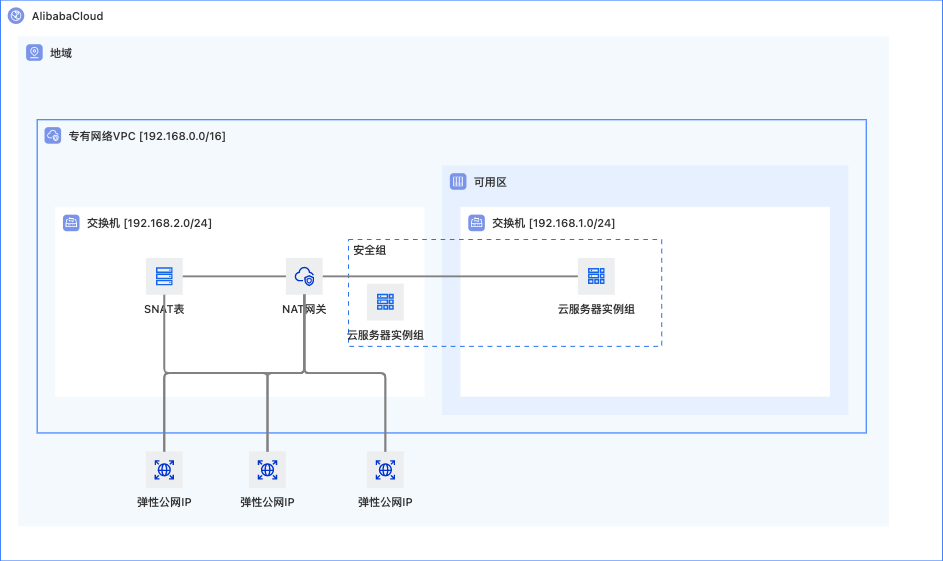 AlibabaCloud
地域
专有网络VPC [192.168.0.0/16]
可用区
交换机 [192.168.2.0/24]
交换机 [192.168.1.0/24]
安全组
SNAT表
NAT网关
云服务器实例组
云服务器实例组
弹性公网IP
弹性公网IP
弹性公网IP